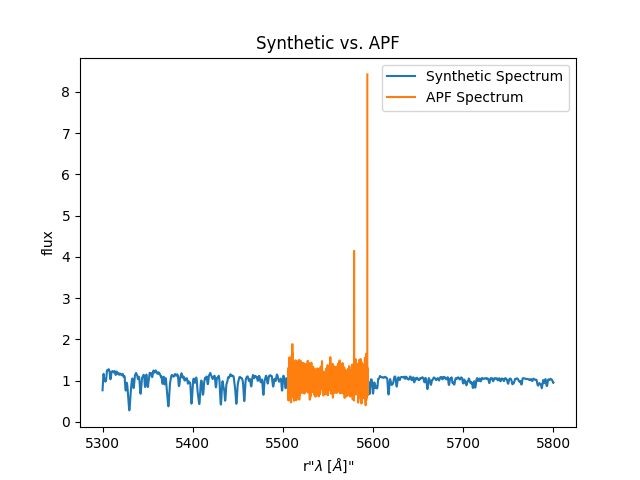 Synthetic vs. APF
Synthetic Spectrum
APF Spectrum
flux
8
7
6
5
4
3
2
1
0
5300 5400 5500 5600 5700 5800
r"λ [Å]"